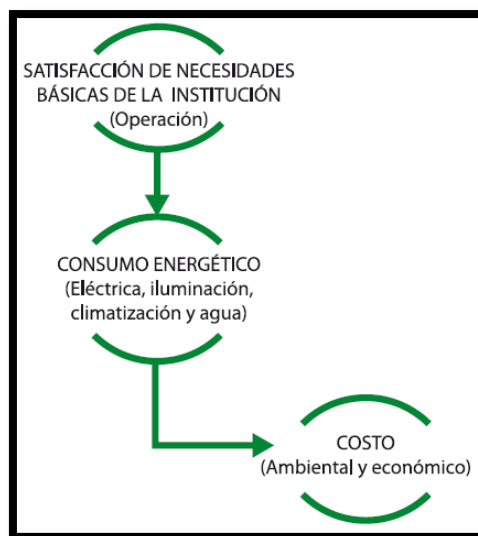 SATISFACCIÓN DE NECESIDADES
BÁSICAS DE LA INSTITUCIÓN
(Operación)
CONSUMO ENERGÉTICO
(Eléctrica, iluminación,
climatización y agua)
COSTO
(Ambiental y económico)